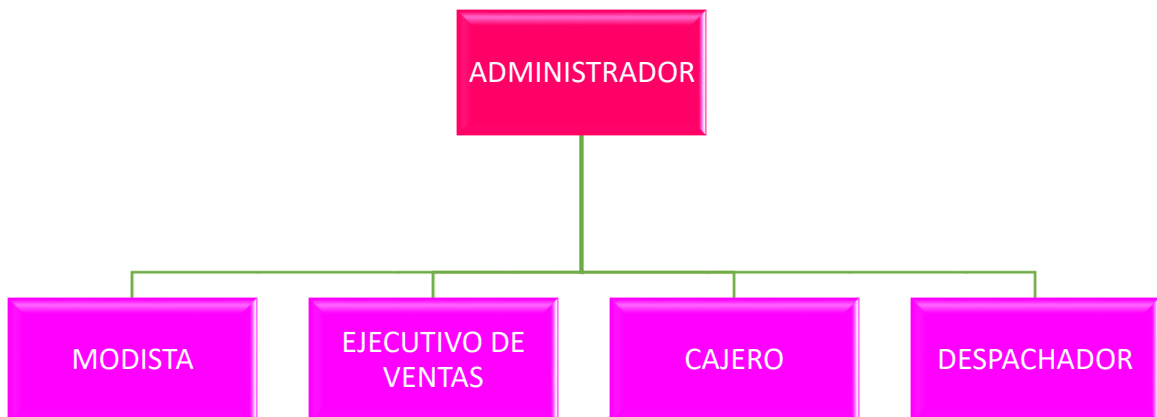 ADMINISTRADOR
MODISTA
EJECUTIVO DE
VENTAS
CAJERO
DESPACHADOR